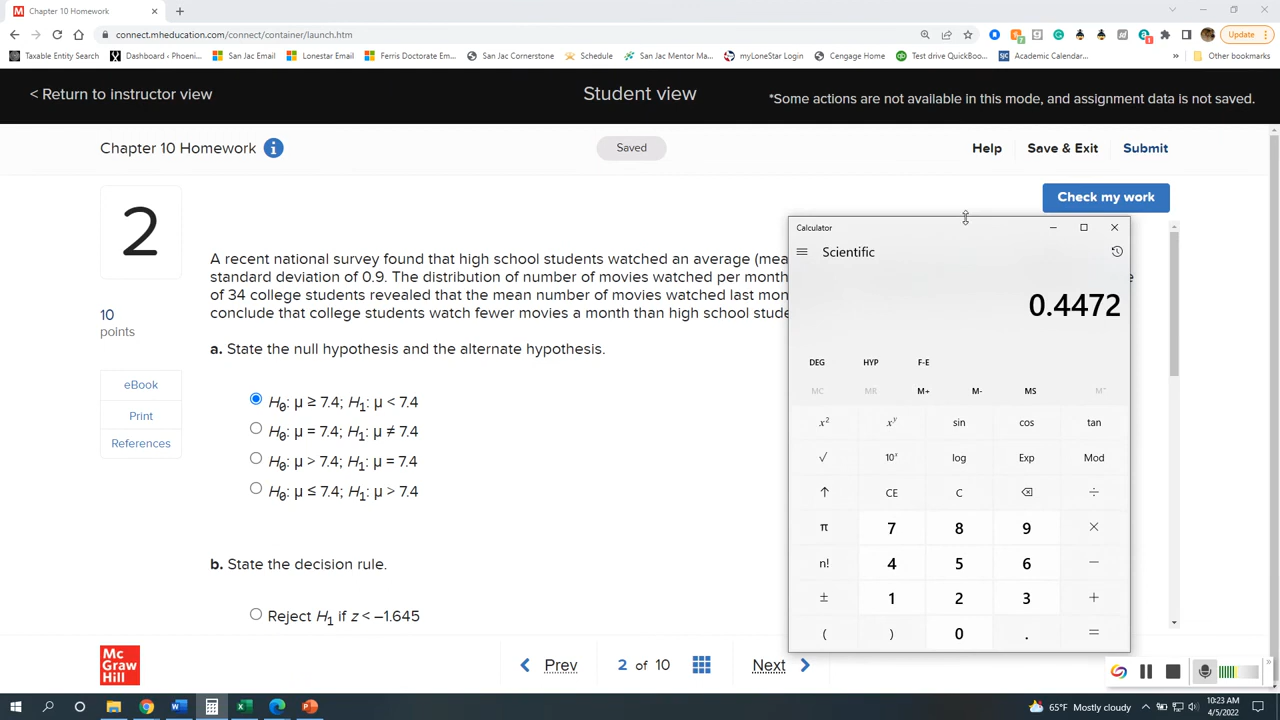 Chapter 10 Homework
connect.mheducation.com/connect/container/launch.htm
Update
Taxable Entity Search
Dashboard ‹ Phoeni...
San Jac Email
Lonestar Email
Ferris Doctorate Em...
San Jac Cornerstone
Schedule
San Jac Mentor Ma...
myLoneStar Login
Cengage Home
Test drive QuickBoo...
Academic Calendar...
»
Other bookmarks
< Return to instructor view
Student view
*Some actions are not available in this mode, and assignment data is not saved.
Chapter 10 Homework i
Saved
Help
Save & Exit
Submit
Check my work
2
10
points
eBook
Print
References
A recent national survey found that high school students watched an average (mea
standard deviation of 0.9. The distribution of number of movies watched per month
of 34 college students revealed that the mean number of movies watched last mon
conclude that college students watch fewer movies a month than high school stude
a. State the null hypothesis and the alternate hypothesis.
H0: μ ≥ 7.4; H1: μ < 7.4
H0: μ = 7.4; H1: μ ≠ 7.4
H0: μ > 7.4; H1: μ = 7.4
H0: μ ≤ 7.4; H1: μ > 7.4
b. State the decision rule.
Reject H1 if z < –1.645
Calculator
Scientific
0.4472
DEG HYP F-E
MC MR M+ M- MS M˅
x² xʸ sin cos tan
√ 10ˣ log Exp Mod
↑ CE C ⌫ ÷
π 7 8 9 ×
n! 4 5 6 −
± 1 2 3 +
( ) 0 . =
Mc
Graw
Hill
Prev
2 of 10
Next
65°F Mostly cloudy
10:23 AM
4/5/2022